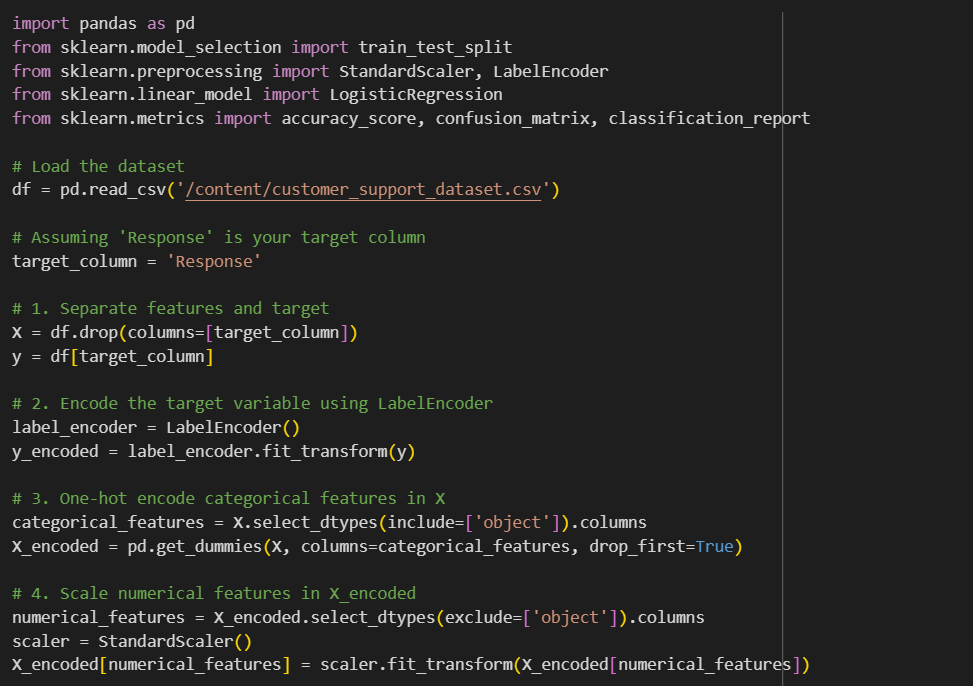 import pandas as pd
from sklearn.model_selection import train_test_split
from sklearn.preprocessing import StandardScaler, LabelEncoder
from sklearn.linear_model import LogisticRegression
from sklearn.metrics import accuracy_score, confusion_matrix, classification_report
# Load the dataset
df = pd.read_csv('/content/customer_support_dataset.csv')
# Assuming 'Response' is your target column
target_column = 'Response'
# 1. Separate features and target
X = df.drop(columns=[target_column])
y = df[target_column]
# 2. Encode the target variable using LabelEncoder
label_encoder = LabelEncoder()
y_encoded = label_encoder.fit_transform(y)
# 3. One-hot encode categorical features in X
categorical_features = X.select_dtypes(include=['object']).columns
X_encoded = pd.get_dummies(X, columns=categorical_features, drop_first=True)
# 4. Scale numerical features in X_encoded
numerical_features = X_encoded.select_dtypes(exclude=['object']).columns
scaler = StandardScaler()
X_encoded[numerical_features] = scaler.fit_transform(X_encoded[numerical_features])